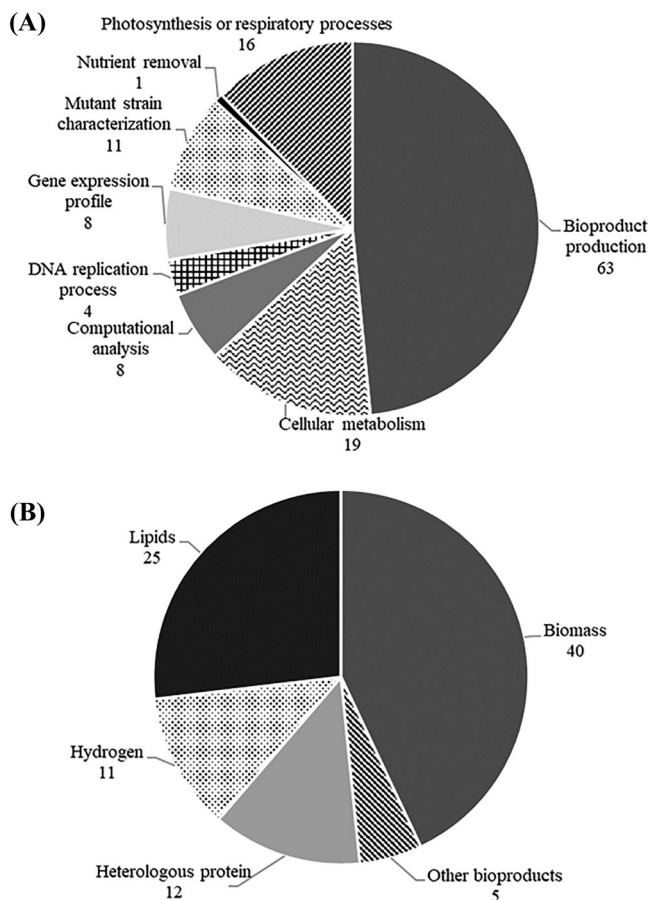 (A)
Photosynthesis or respiratory processes
16
Nutrient removal
1
Mutant strain
characterization
11
Gene expression
profile
8
DNA replication
process
4
Computational
analysis
8
Cellular metabolism
19
Bioproduct
production
63
(B)
Lipids
25
Biomass
40
Hydrogen
11
Heterologous protein
12
Other bioproducts
5